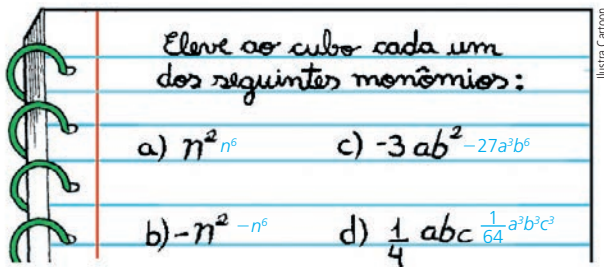 Eleve ao cubo cada um
dos seguintes monômios:
a) n² n⁶
c) -3 ab² –27a³b⁶
b) -n² –n⁶
d) 1/4 abc 1/64 a³b³c³
Ilustra Cartoon